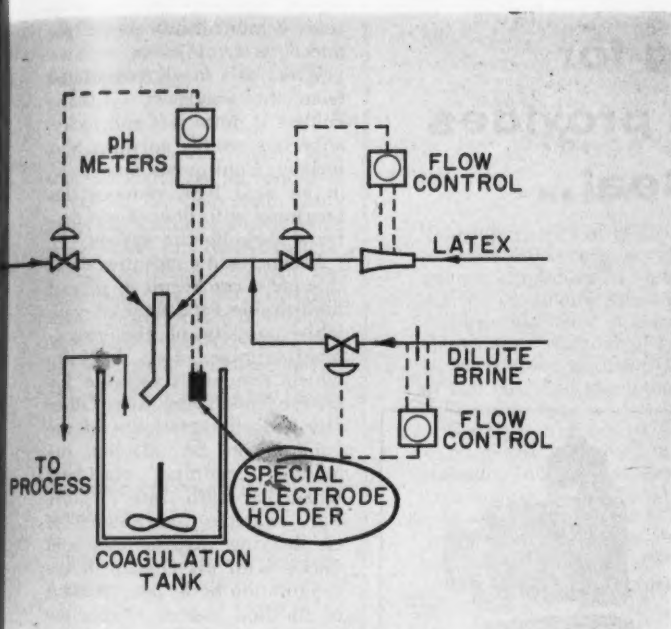 pH
METERS
FLOW
CONTROL
LATEX
DILUTE
BRINE
FLOW
CONTROL
TO
PROCESS
SPECIAL
ELECTRODE
HOLDER
COAGULATION
TANK